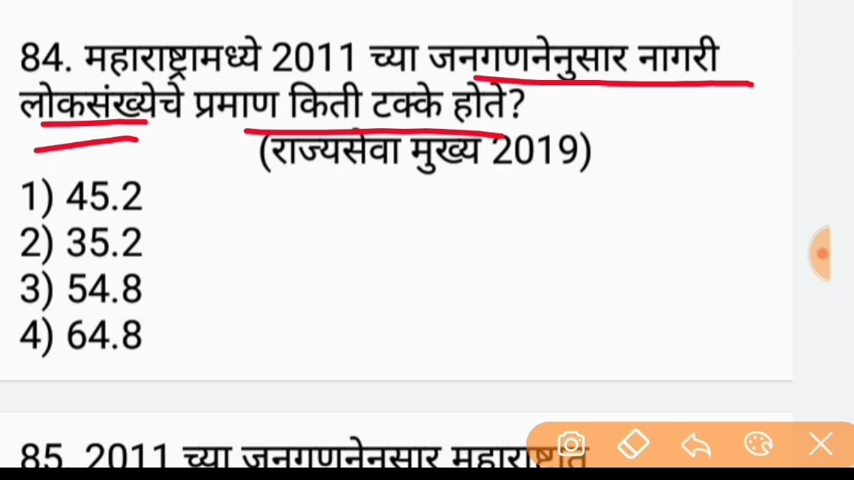 84. महाराष्ट्रामध्ये 2011 च्या जनगणनेनुसार नागरी
लोकसंख्येचे प्रमाण किती टक्के होते?
(राज्यसेवा मुख्य 2019)
1) 45.2
2) 35.2
3) 54.8
4) 64.8
85. 2011 च्या जनगणनेनुसार महाराष्ट्रात